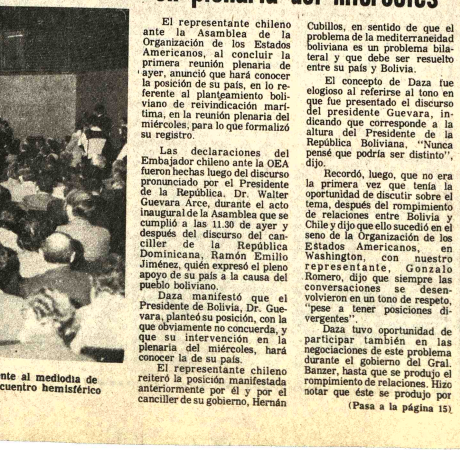 en plenaria del miércoles
El representante chileno
ante la Asamblea de la
Organización de los Estados
Americanos, al concluir la
primera reunión plenaria de
ayer, anunció que hará conocer
la posición de su país, en lo re-
ferente al planteamiento boli-
viano de reivindicación marí-
tima, en la reunión plenaria del
miércoles, para lo que formalizó
su registro.
Las declaraciones del
Embajador chileno ante la OEA
fueron hechas luego del discurso
pronunciado por el Presidente
de la República, Dr. Walter
Guevara Arce, durante el acto
inaugural de la Asamblea que se
cumplió a las 11.30 de ayer y
después del discurso del can-
ciller de la República
Dominicana, Ramón Emilio
Jiménez, quién expresó el pleno
apoyo de su país a la causa del
pueblo boliviano.
Daza manifestó que el
Presidente de Bolivia, Dr. Gue-
vara, planteó su posición, con la
que obviamente no concuerda, y
que su intervención en la
plenaria del miércoles, hará
conocer la de su país.
El representante chileno
reiteró la posición manifestada
anteriormente por él y por el
canciller de su gobierno, Hernán
Cubillos, en sentido de que el
problema de la mediterraneidad
boliviana es un problema bila-
teral y que debe ser resuelto
entre su país y Bolivia.
El concepto de Daza fue
elogioso al referirse al tono en
que fue presentado el discurso
del presidente Guevara, in-
dicando que corresponde a la
altura del Presidente de la
República Boliviana, "Nunca
pensé que podría ser distinto",
dijo.
Recordó, luego, que no era
la primera vez que tenía la
oportunidad de discutir sobre el
tema, después del rompimiento
de relaciones entre Bolivia y
Chile y dijo que ello sucedió en el
seno de la Organización de los
Estados Americanos, en
Washington, con nuestro
representante, Gonzalo
Romero, dijo que siempre las
conversaciones se desen-
volvieron en un tono de respeto,
"pese a tener posiciones di-
vergentes".
Daza tuvo oportunidad de
participar también en las
negociaciones de este problema
durante el gobierno del Gral.
Banzer, hasta que se produjo el
rompimiento de relaciones. Hizo
notar que éste se produjo por
(Pasa a la página 15)
nte al mediodía de
cuentro hemisférico